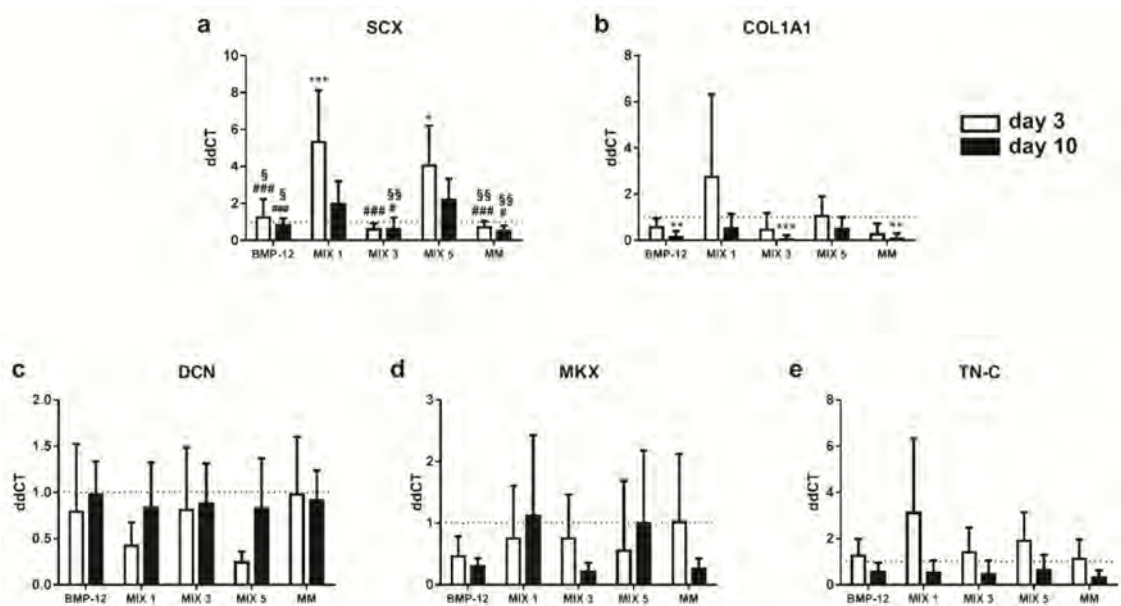 a SCX
10
8
6
4
2
0
ddCT
***
*
§ §§ §§
### § ### §§ ### §§
### # #
BMP-12 MIX 1 MIX 3 MIX 5 MM
b COL1A1
8
6
4
2
0
ddCT
** *** **
BMP-12 MIX 1 MIX 3 MIX 5 MM
day 3
day 10
c DCN
2.0
1.5
1.0
0.5
0.0
ddCT
BMP-12 MIX 1 MIX 3 MIX 5 MM
d MKX
3
2
1
0
ddCT
BMP-12 MIX 1 MIX 3 MIX 5 MM
e TN-C
8
6
4
2
0
ddCT
BMP-12 MIX 1 MIX 3 MIX 5 MM